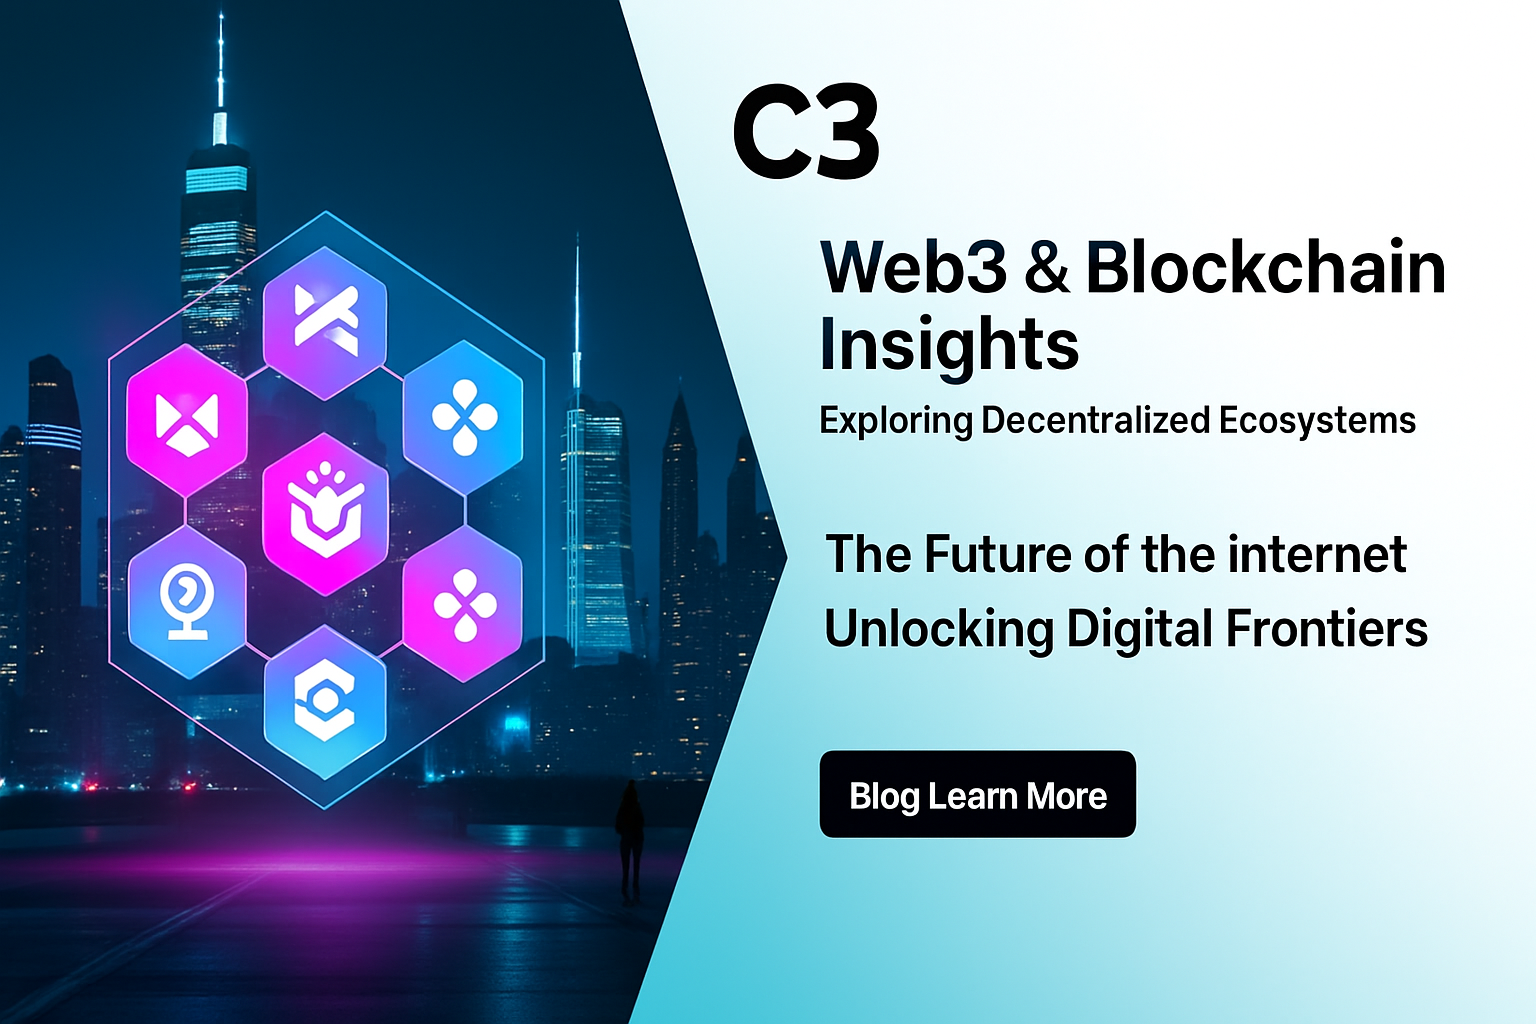 C3
Web3 & Blockchain
Insights
Exploring Decentralized Ecosystems
The Future of the internet
Unlocking Digital Frontiers
Blog Learn More